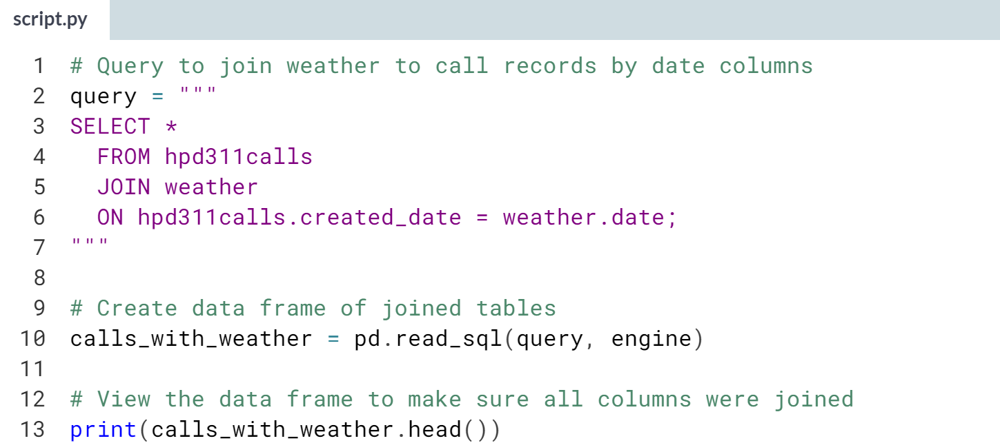 script.py
1 # Query to join weather to call records by date columns
2 query = """
3 SELECT *
4   FROM hpd311calls
5   JOIN weather
6   ON hpd311calls.created_date = weather.date;
7 """
8
9 # Create data frame of joined tables
10 calls_with_weather = pd.read_sql(query, engine)
11
12 # View the data frame to make sure all columns were joined
13 print(calls_with_weather.head())